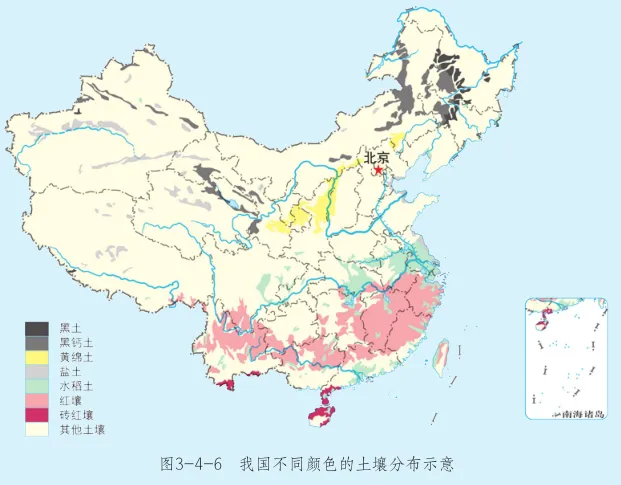 北京
黑土
黑钙土
黄绵土
盐土
水稻土
红壤
砖红壤
其他土壤
南海诸岛
图3-4-6 我国不同颜色的土壤分布示意